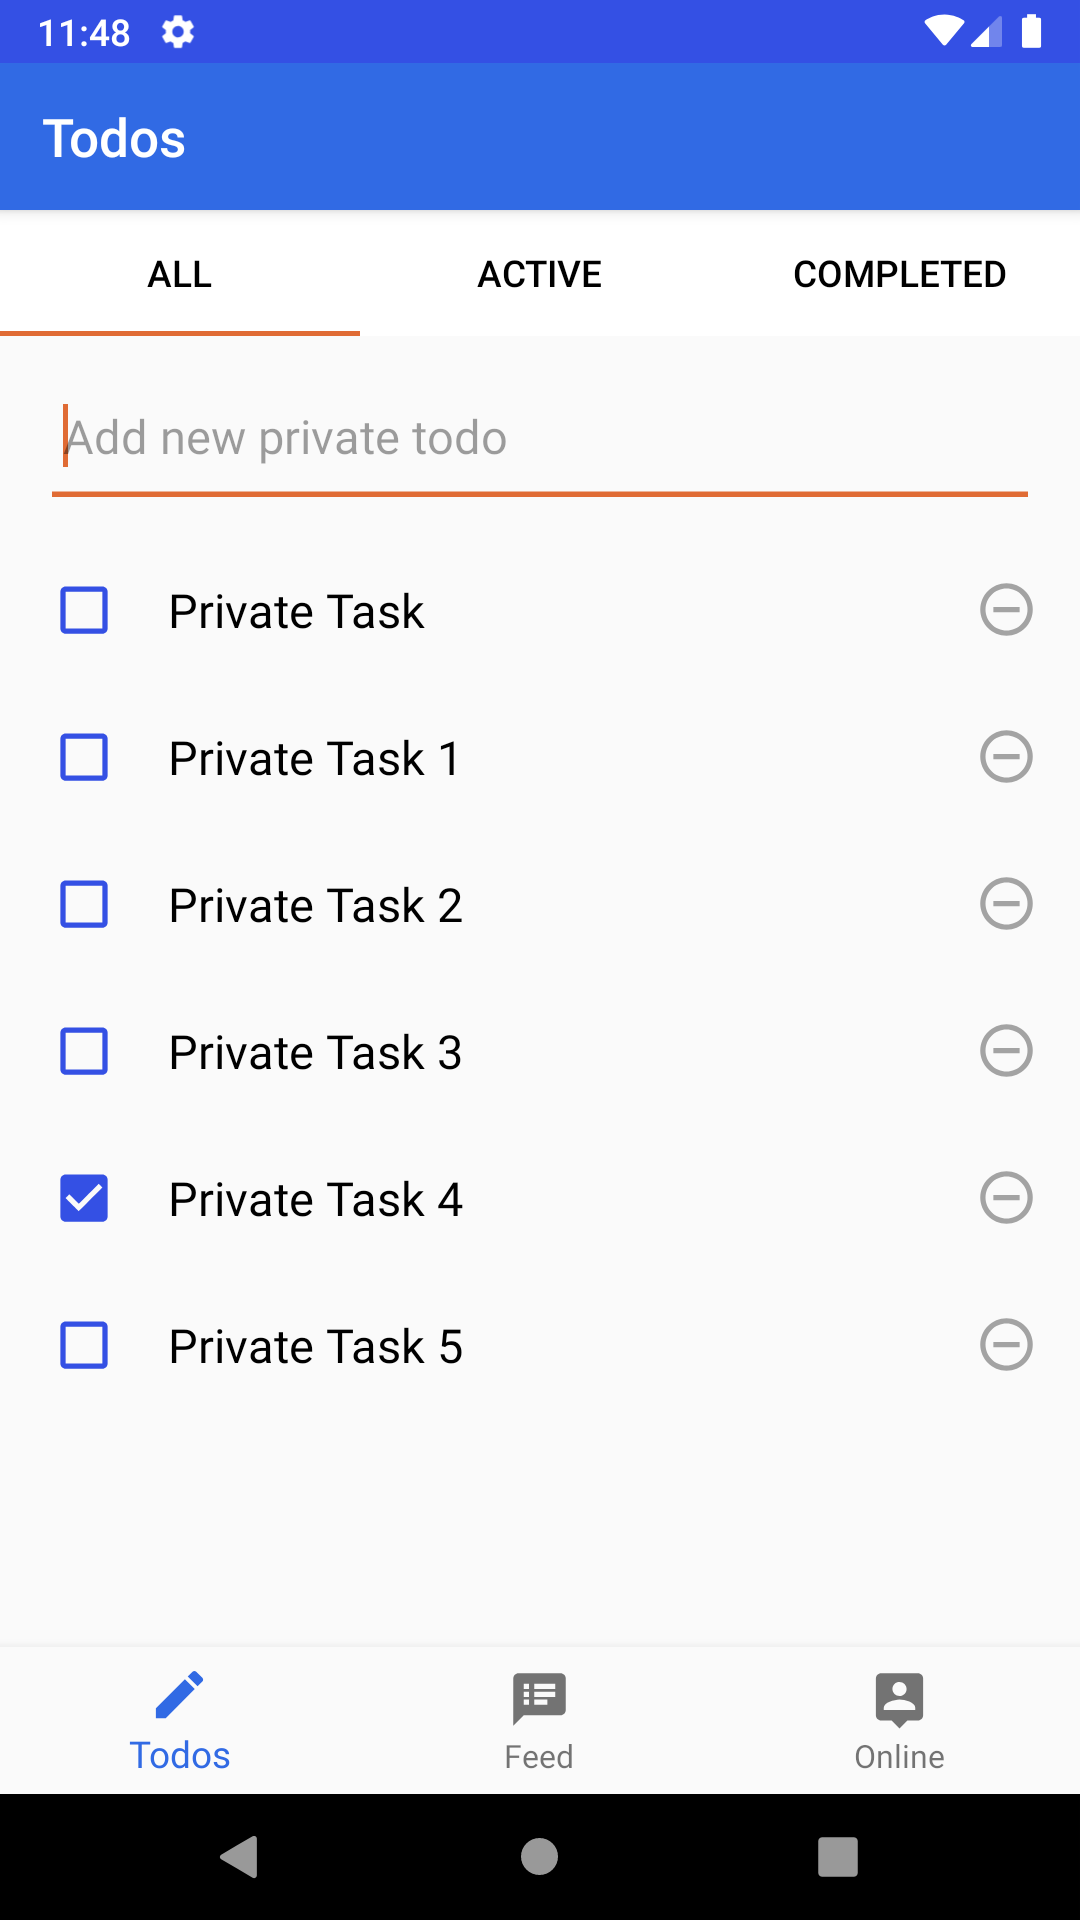 11:48
Todos
ALL ACTIVE COMPLETED
Add new private todo
Private Task
Private Task 1
Private Task 2
Private Task 3
Private Task 4
Private Task 5
Todos Feed Online